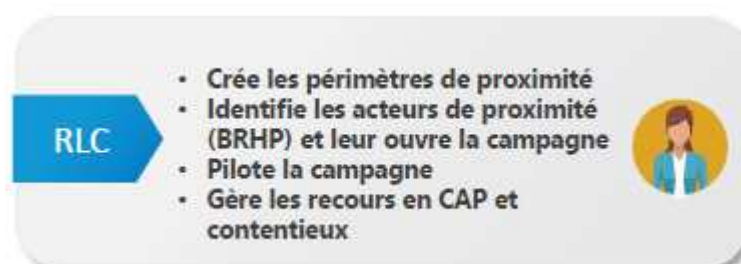 RLC
• Crée les périmètres de proximité
• Identifie les acteurs de proximité
(BRHP) et leur ouvre la campagne
• Pilote la campagne
• Gère les recours en CAP et
contentieux